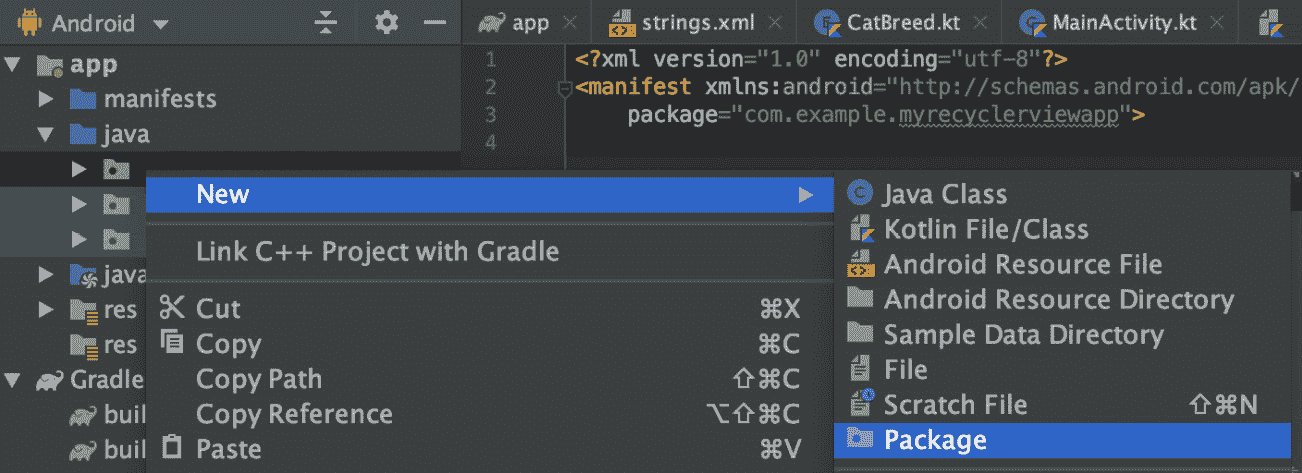 Android
app
strings.xml
CatBreed.kt
MainActivity.kt
app
manifests
java
java
res
res
Gradle
buil
buil
1 <?xml version="1.0" encoding="utf-8"?>
2 <manifest xmlns:android="http://schemas.android.com/apk/
3 package="com.example.myrecyclerviewapp">
4
New
Link C++ Project with Gradle
Cut ⌘X
Copy ⌘C
Copy Path ⇧⌘C
Copy Reference ⌥⇧⌘C
Paste ⌘V
Java Class
Kotlin File/Class
Android Resource File
Android Resource Directory
Sample Data Directory
File
Scratch File ⇧⌘N
Package